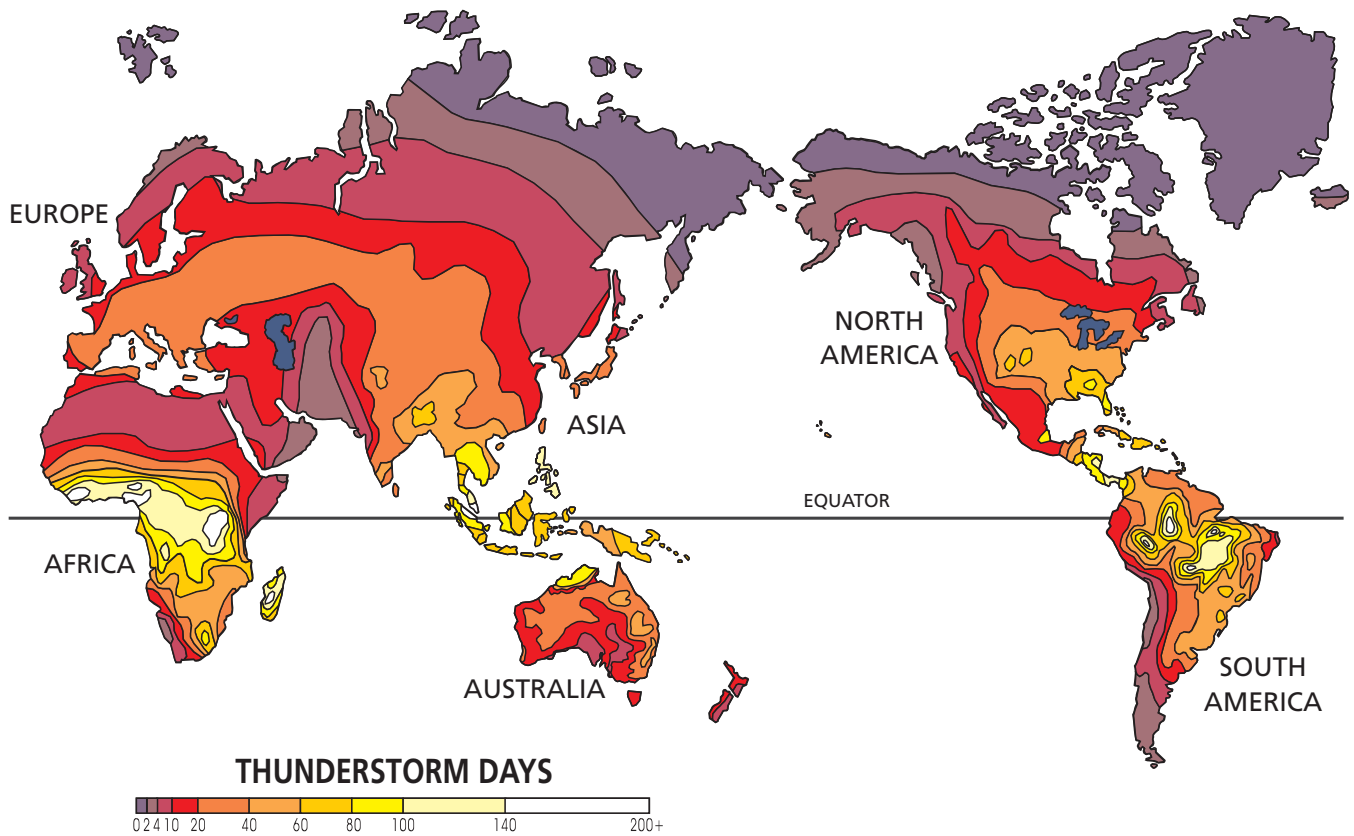 EUROPE
NORTH
AMERICA
ASIA
EQUATOR
AFRICA
AUSTRALIA
SOUTH
AMERICA
THUNDERSTORM DAYS
0 2 4 10 20 40 60 80 100 140 200+